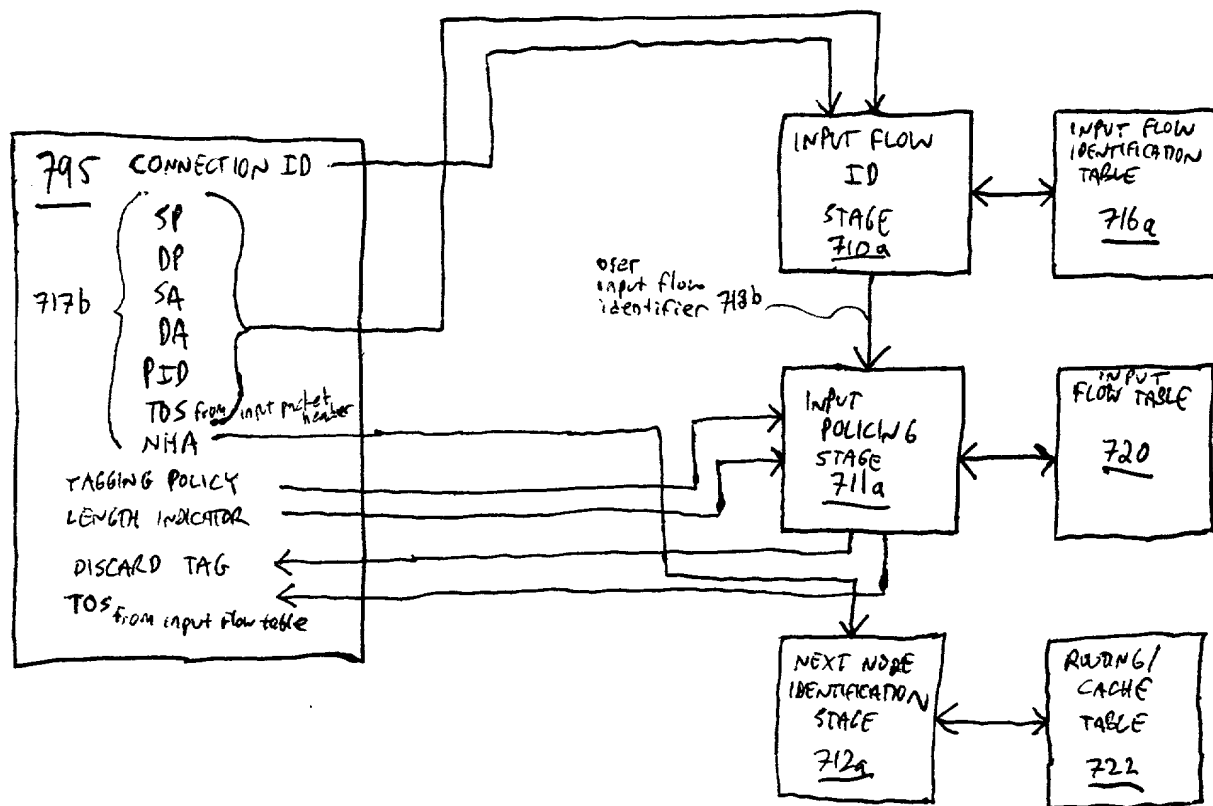 795 CONNECTION ID
SP
DP
717b
SA
DA
PID
TOS from input packet header
NHA
TAGGING POLICY
LENGTH INDICATOR
DISCARD TAG
TOS from input flow table
INPUT FLOW
ID
STAGE
710a
INPUT FLOW
IDENTIFICATION
TABLE
716a
user
input flow
identifier 718b
INPUT
POLICING
STAGE
711a
INPUT
FLOW TABLE
720
NEXT NODE
IDENTIFICATION
STAGE
712a
ROUTING/
CACHE
TABLE
722